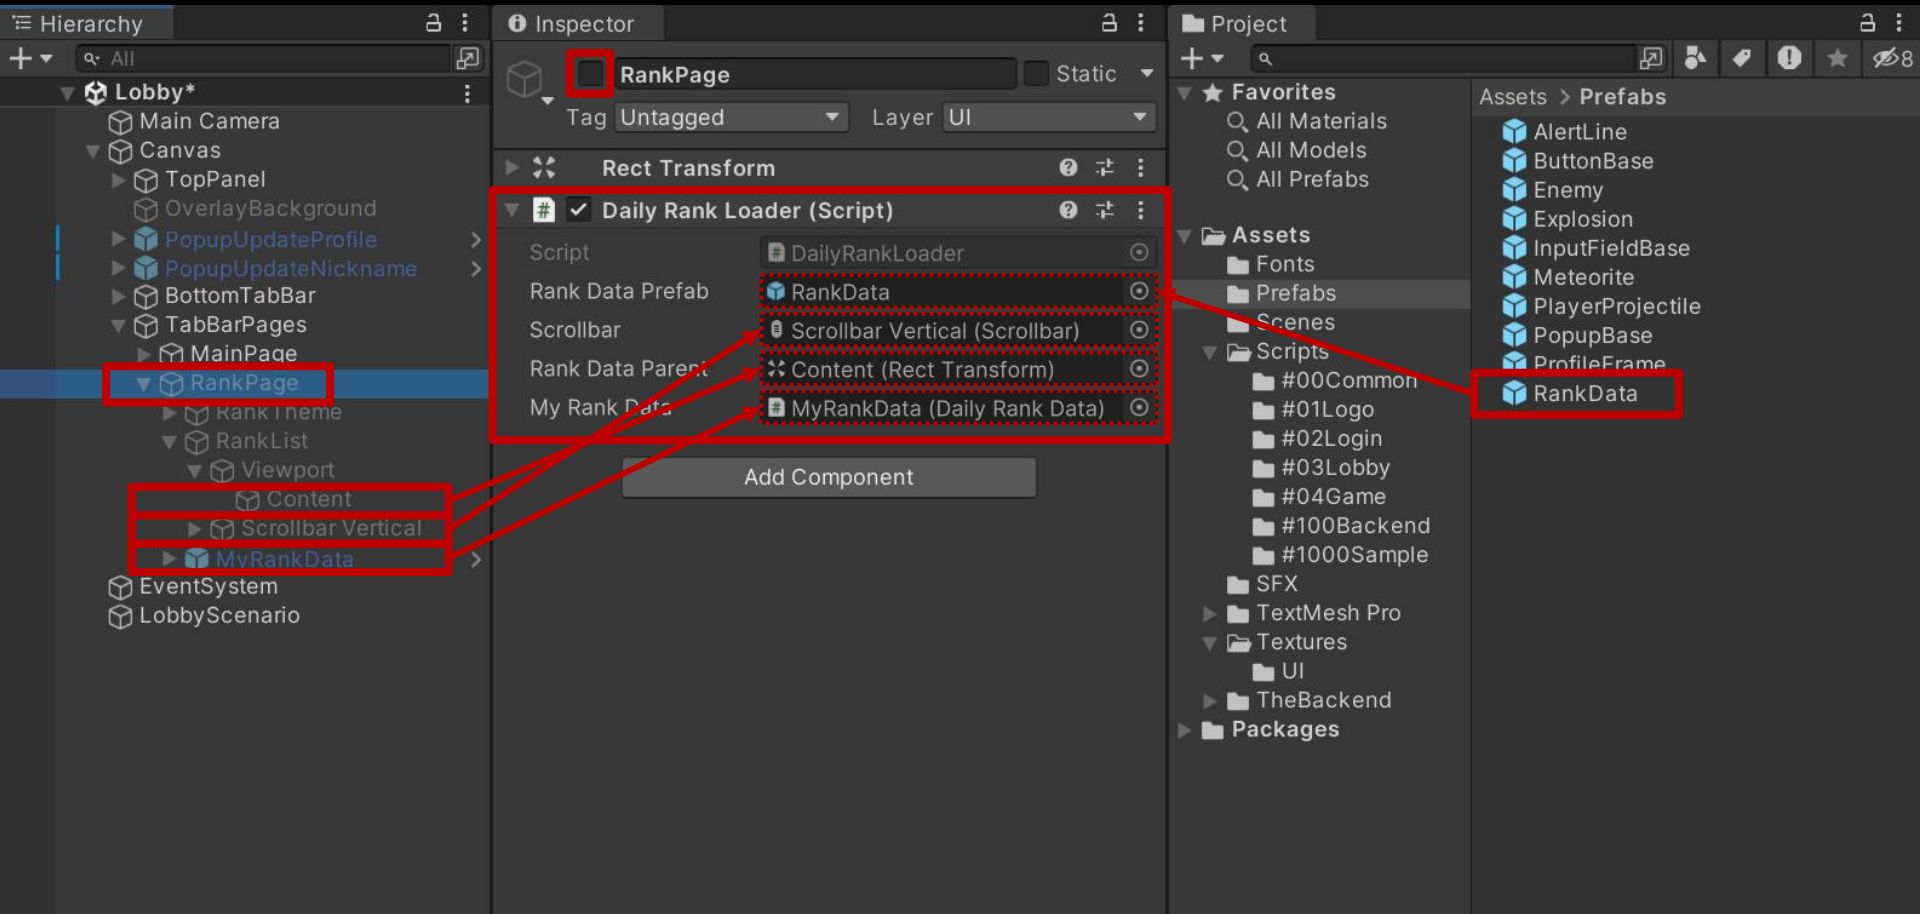 Hierarchy
All
Lobby*
Main Camera
Canvas
TopPanel
OverlayBackground
PopupUpdateProfile
PopupUpdateNickname
BottomTabBar
TabBarPages
MainPage
RankPage
RankTheme
RankList
Viewport
Content
Scrollbar Vertical
MyRankData
EventSystem
LobbyScenario
Inspector
RankPage
Static
Tag Untagged
Layer UI
Rect Transform
Daily Rank Loader (Script)
Script DailyRankLoader
Rank Data Prefab RankData
Scrollbar Scrollbar Vertical (Scrollbar)
Rank Data Parent Content (Rect Transform)
My Rank Data MyRankData (Daily Rank Data)
Add Component
Project
8
Favorites
All Materials
All Models
All Prefabs
Assets
Fonts
Prefabs
Scenes
Scripts
#00Common
#01Logo
#02Login
#03Lobby
#04Game
#100Backend
#1000Sample
SFX
TextMesh Pro
Textures
UI
TheBackend
Packages
Assets > Prefabs
AlertLine
ButtonBase
Enemy
Explosion
InputFieldBase
Meteorite
PlayerProjectile
PopupBase
ProfileFrame
RankData